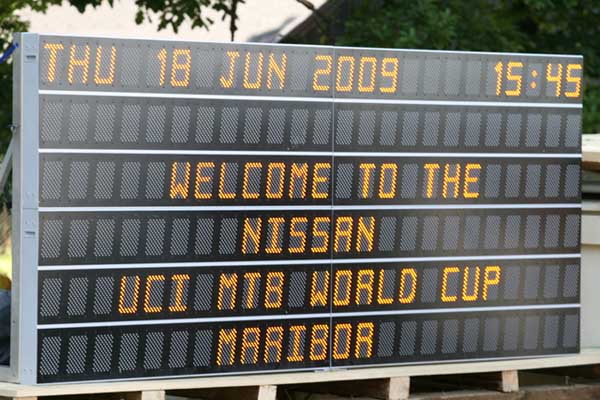 THU 18 JUN 2009 15:45
WELCOME TO THE
NISSAN
UCI MTB WORLD CUP
MARIBOR